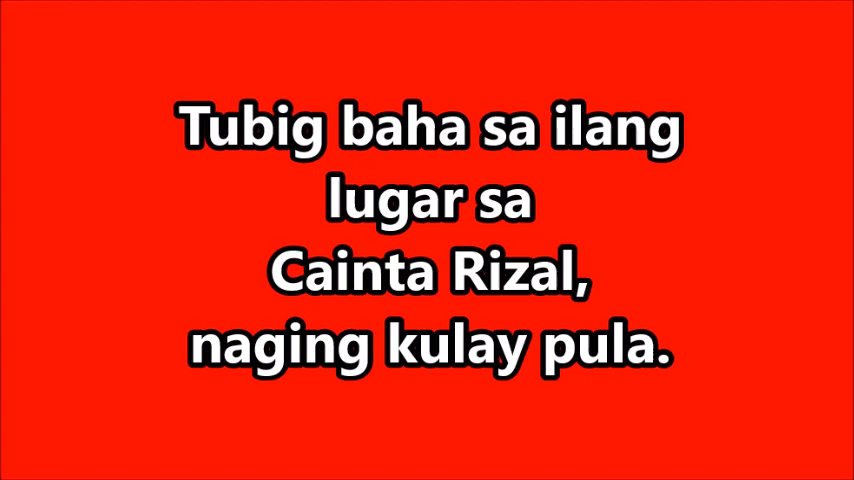 Tubig baha sa ilang
lugar sa
Cainta Rizal,
naging kulay pula.